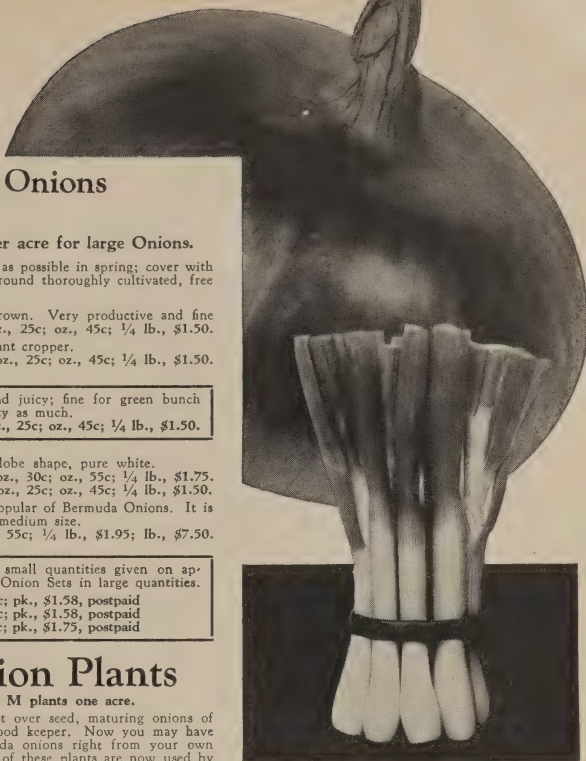 Onions
er acre for large Onions.
as possible in spring; cover with
round thoroughly cultivated, free
rown. Very productive and fine
z., 25c; oz., 45c; ¼ lb., $1.50.
ant cropper.
oz., 25c; oz., 45c; ¼ lb., $1.50.
nd juicy; fine for green bunch
ty as much.
., 25c; oz., 45c; ¼ lb., $1.50.
lobe shape, pure white.
oz., 30c; oz., 55c; ¼ lb., $1.75.
oz., 25c; oz., 45c; ¼ lb., $1.50.
opular of Bermuda Onions. It is
medium size.
55c; ¼ lb., $1.95; lb., $7.50.
small quantities given on ap-
Onion Sets in large quantities.
c; pk., $1.58, postpaid
c; pk., $1.58, postpaid
c; pk., $1.75, postpaid
ion Plants
M plants one acre.
t over seed, maturing onions of
ood keeper. Now you may have
da onions right from your own
of these plants are now used by